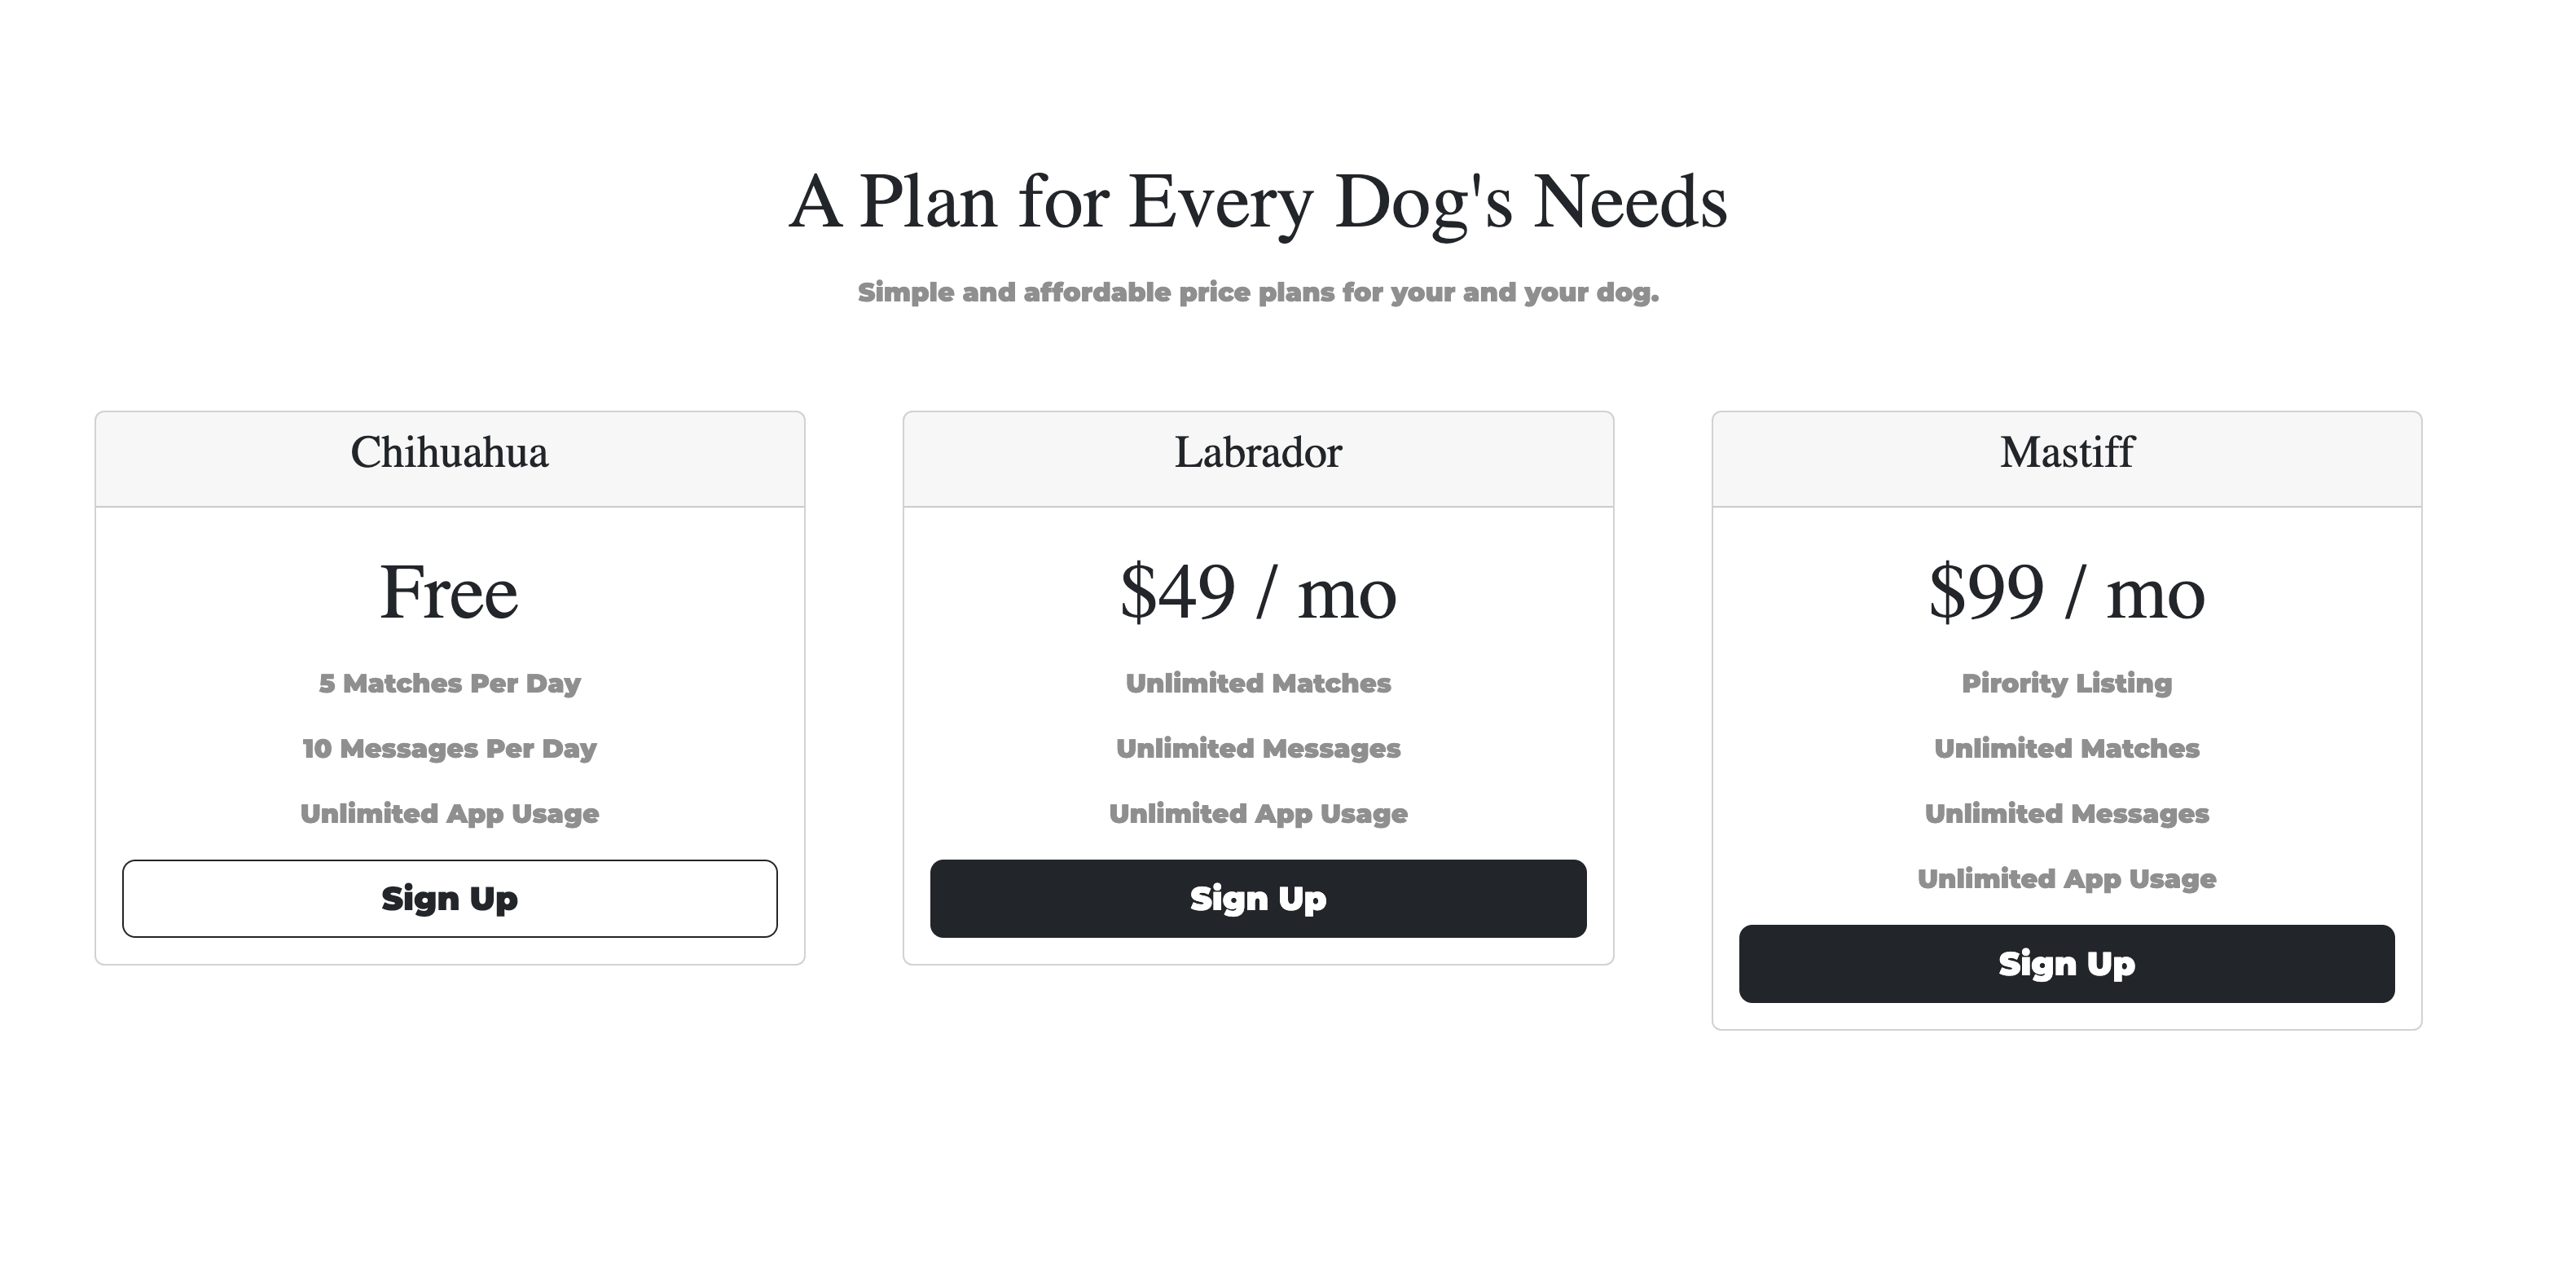 A Plan for Every Dog's Needs
Simple and affordable price plans for your and your dog.
Chihuahua
Free
5 Matches Per Day
10 Messages Per Day
Unlimited App Usage
Sign Up
Labrador
$49 / mo
Unlimited Matches
Unlimited Messages
Unlimited App Usage
Sign Up
Mastiff
$99 / mo
Pirority Listing
Unlimited Matches
Unlimited Messages
Unlimited App Usage
Sign Up